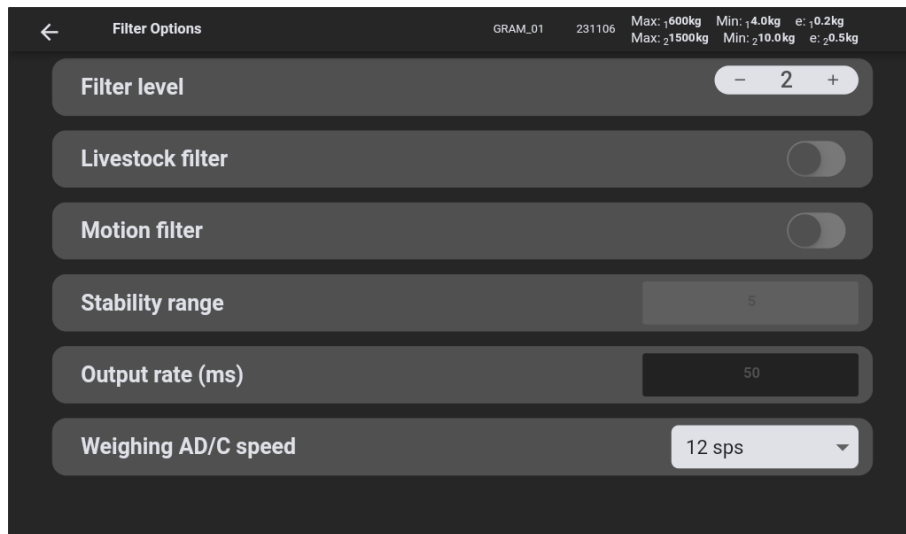 Filter Options GRAM_01 231106 Max: ₁600kg Min: ₁4.0kg e: ₁0.2kg
Max: ₂1500kg Min: ₂10.0kg e: ₂0.5kg
Filter level − 2 +
Livestock filter
Motion filter
Stability range 5
Output rate (ms) 50
Weighing AD/C speed 12 sps